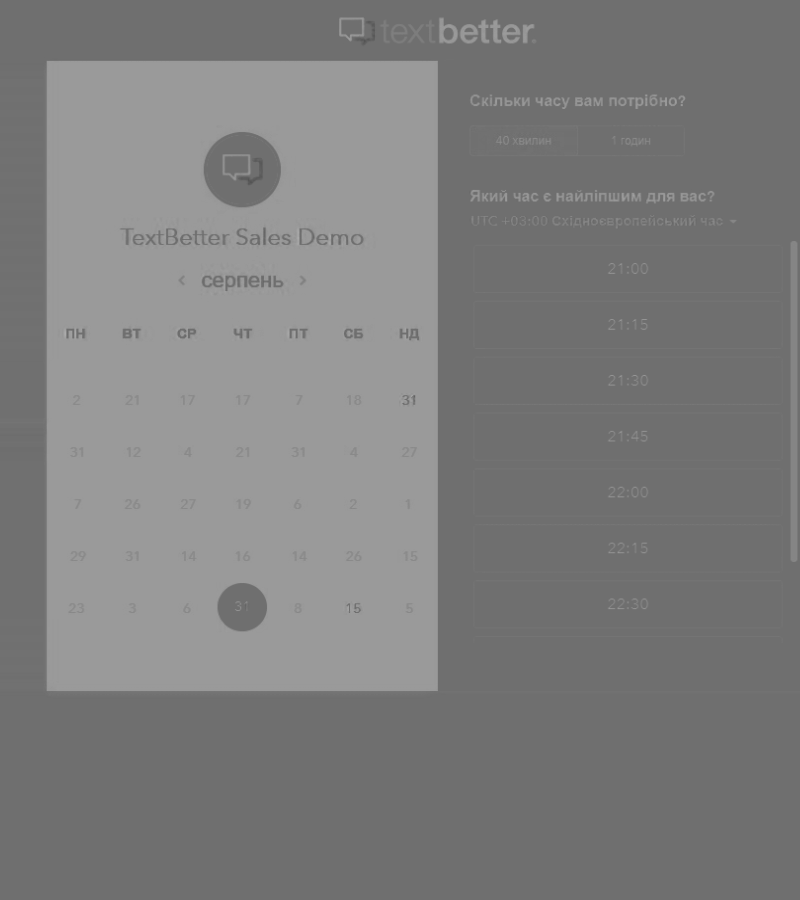 textbetter.
TextBetter Sales Demo
‹ серпень ›
ПН ВТ СР ЧТ ПТ СБ НД
2 21 17 17 7 18 31
31 12 4 21 31 4 27
7 26 27 19 6 2 1
29 31 14 16 14 26 15
23 3 6 31 8 15 5
Скільки часу вам потрібно?
40 хвилин 1 годин
Який час є найліпшим для вас?
UTC +03:00 Східноєвропейський час
21:00
21:15
21:30
21:45
22:00
22:15
22:30